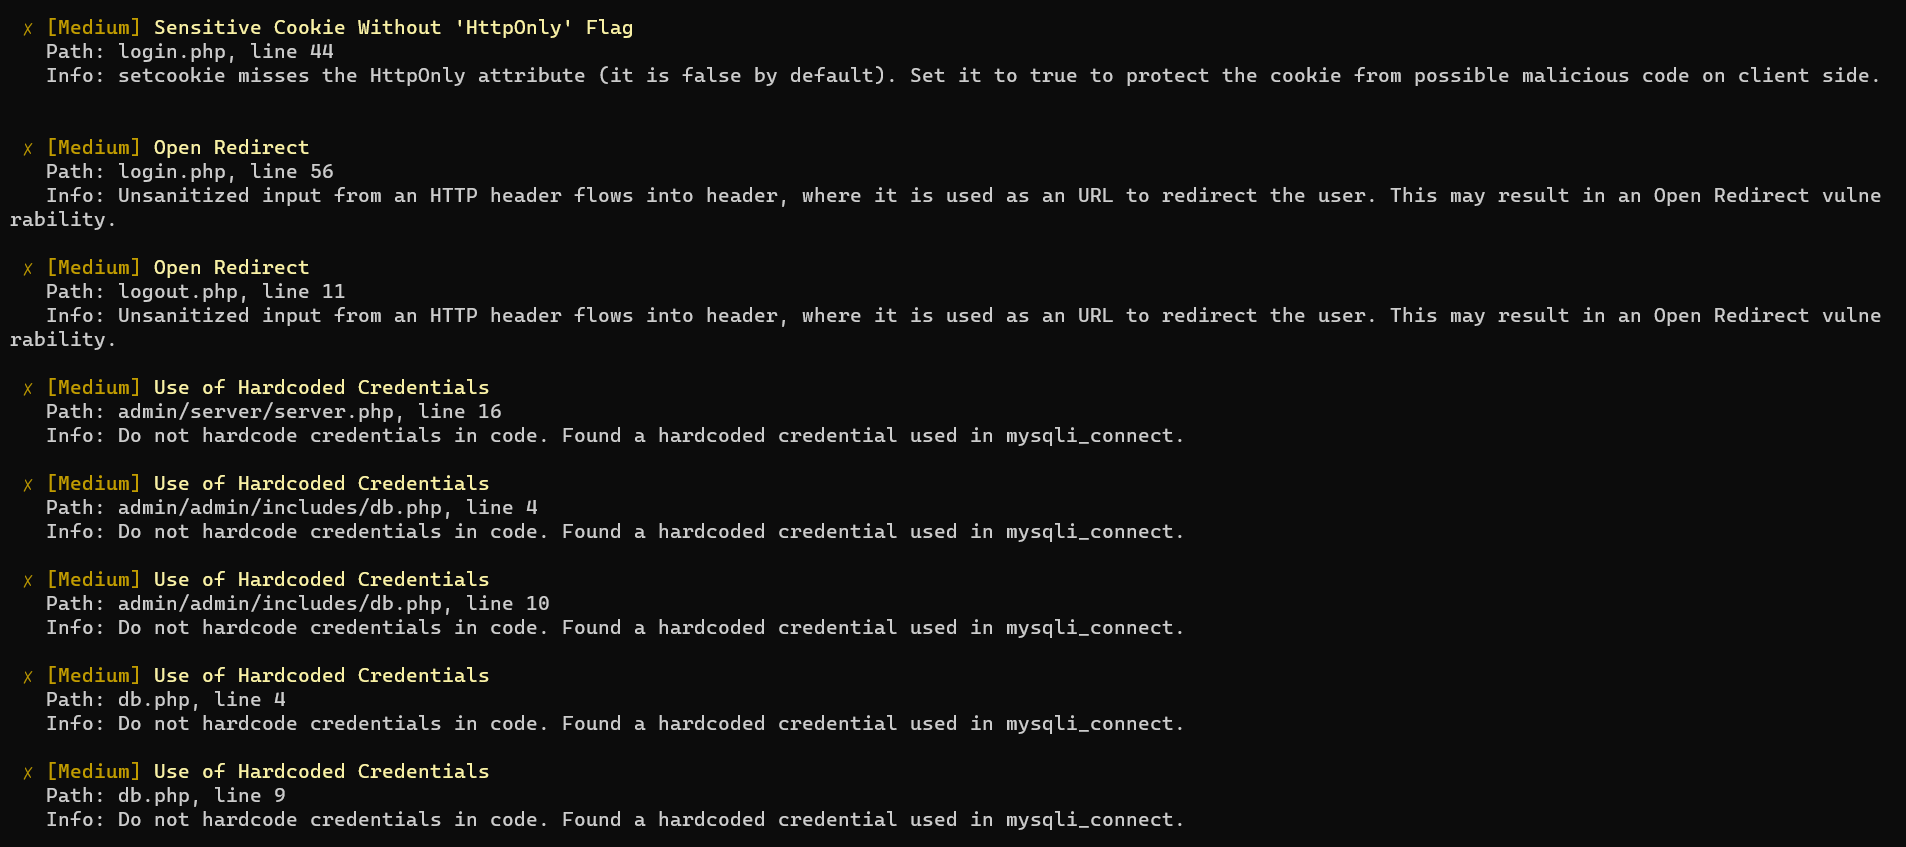 ✗ [Medium] Sensitive Cookie Without 'HttpOnly' Flag
Path: login.php, line 44
Info: setcookie misses the HttpOnly attribute (it is false by default). Set it to true to protect the cookie from possible malicious code on client side.
✗ [Medium] Open Redirect
Path: login.php, line 56
Info: Unsanitized input from an HTTP header flows into header, where it is used as an URL to redirect the user. This may result in an Open Redirect vulne
rability.
✗ [Medium] Open Redirect
Path: logout.php, line 11
Info: Unsanitized input from an HTTP header flows into header, where it is used as an URL to redirect the user. This may result in an Open Redirect vulne
rability.
✗ [Medium] Use of Hardcoded Credentials
Path: admin/server/server.php, line 16
Info: Do not hardcode credentials in code. Found a hardcoded credential used in mysqli_connect.
✗ [Medium] Use of Hardcoded Credentials
Path: admin/admin/includes/db.php, line 4
Info: Do not hardcode credentials in code. Found a hardcoded credential used in mysqli_connect.
✗ [Medium] Use of Hardcoded Credentials
Path: admin/admin/includes/db.php, line 10
Info: Do not hardcode credentials in code. Found a hardcoded credential used in mysqli_connect.
✗ [Medium] Use of Hardcoded Credentials
Path: db.php, line 4
Info: Do not hardcode credentials in code. Found a hardcoded credential used in mysqli_connect.
✗ [Medium] Use of Hardcoded Credentials
Path: db.php, line 9
Info: Do not hardcode credentials in code. Found a hardcoded credential used in mysqli_connect.